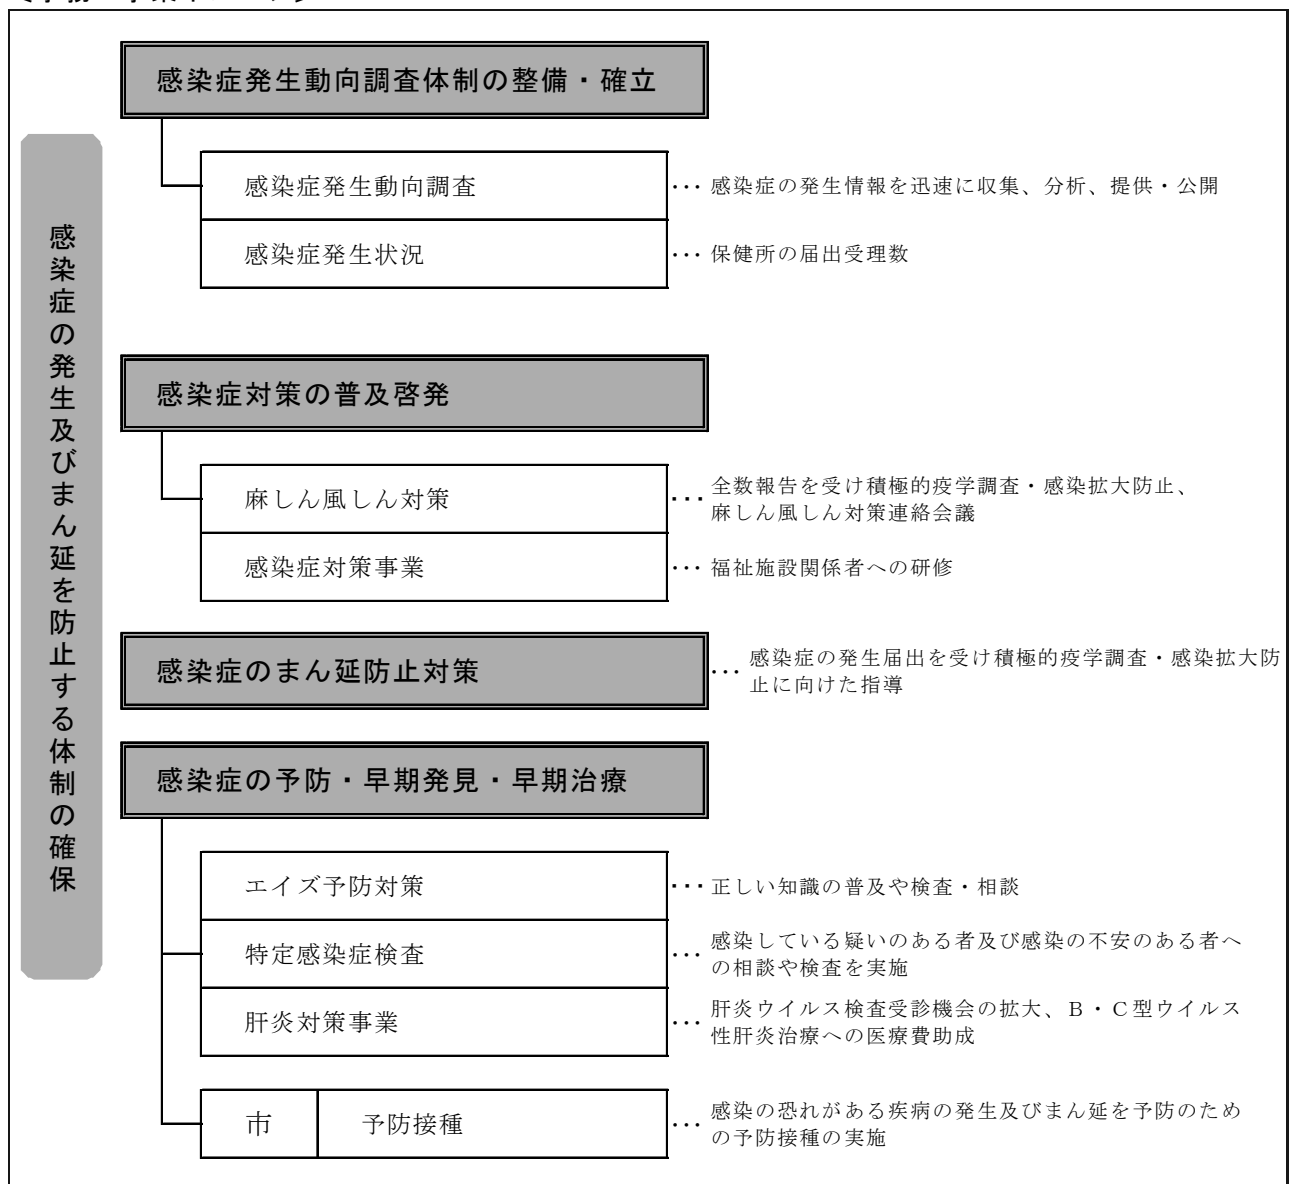 感染症の発生及びまん延を防止する体制の確保
感染症発生動向調査体制の整備・確立
感染症発生動向調査
･･･ 感染症の発生情報を迅速に収集、分析、提供・公開
感染症発生状況
･･･ 保健所の届出受理数
感染症対策の普及啓発
麻しん風しん対策
･･･ 全数報告を受け積極的疫学調査・感染拡大防止、
麻しん風しん対策連絡会議
感染症対策事業
･･･ 福祉施設関係者への研修
感染症のまん延防止対策
･･･ 感染症の発生届出を受け積極的疫学調査・感染拡大防
止に向けた指導
感染症の予防・早期発見・早期治療
エイズ予防対策
･･･ 正しい知識の普及や検査・相談
特定感染症検査
･･･ 感染している疑いのある者及び感染の不安のある者へ
の相談や検査を実施
肝炎対策事業
･･･ 肝炎ウイルス検査受診機会の拡大、Ｂ・Ｃ型ウイルス
性肝炎治療への医療費助成
市 予防接種
･･･ 感染の恐れがある疾病の発生及びまん延を予防のため
の予防接種の実施